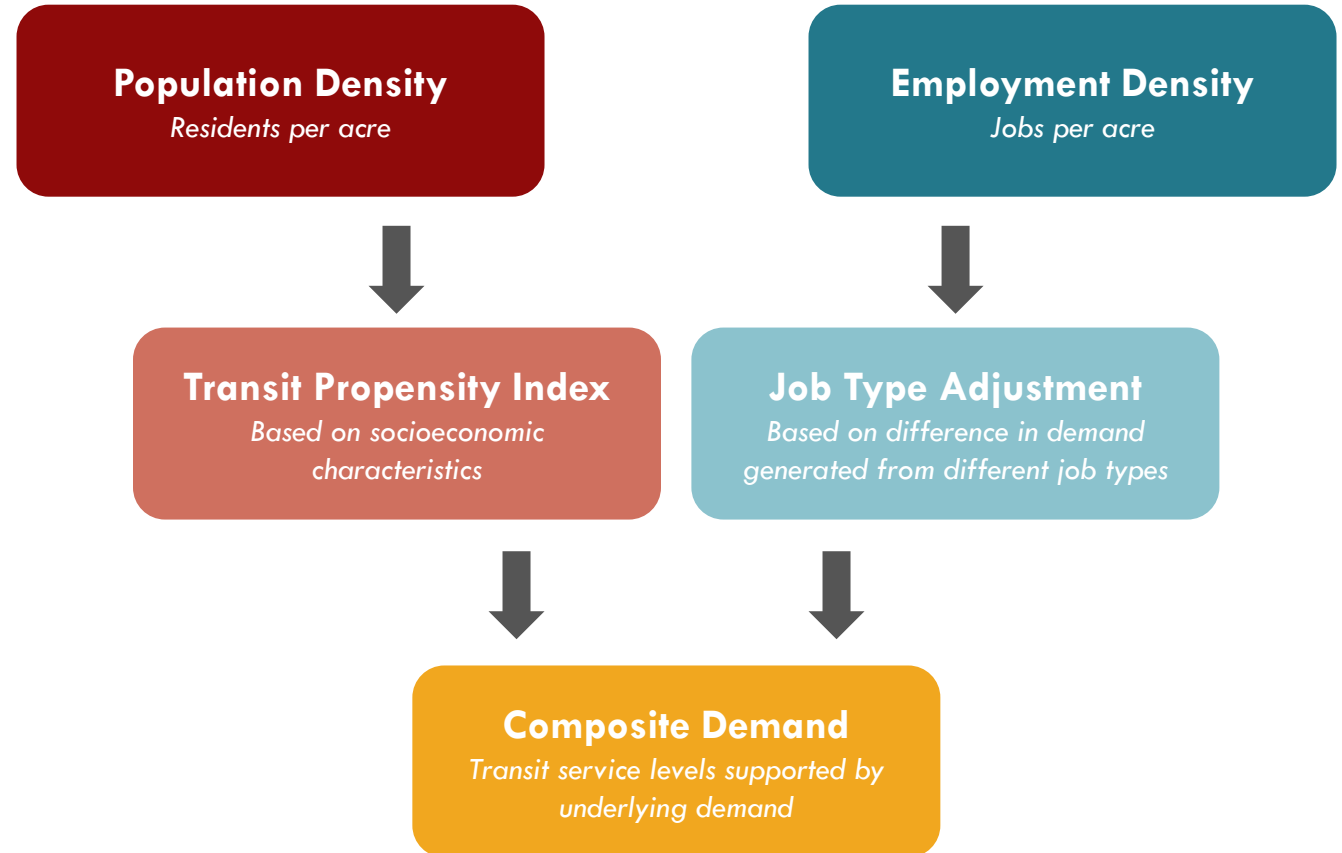 Population Density
Residents per acre
Employment Density
Jobs per acre
Transit Propensity Index
Based on socioeconomic
characteristics
Job Type Adjustment
Based on difference in demand
generated from different job types
Composite Demand
Transit service levels supported by
underlying demand